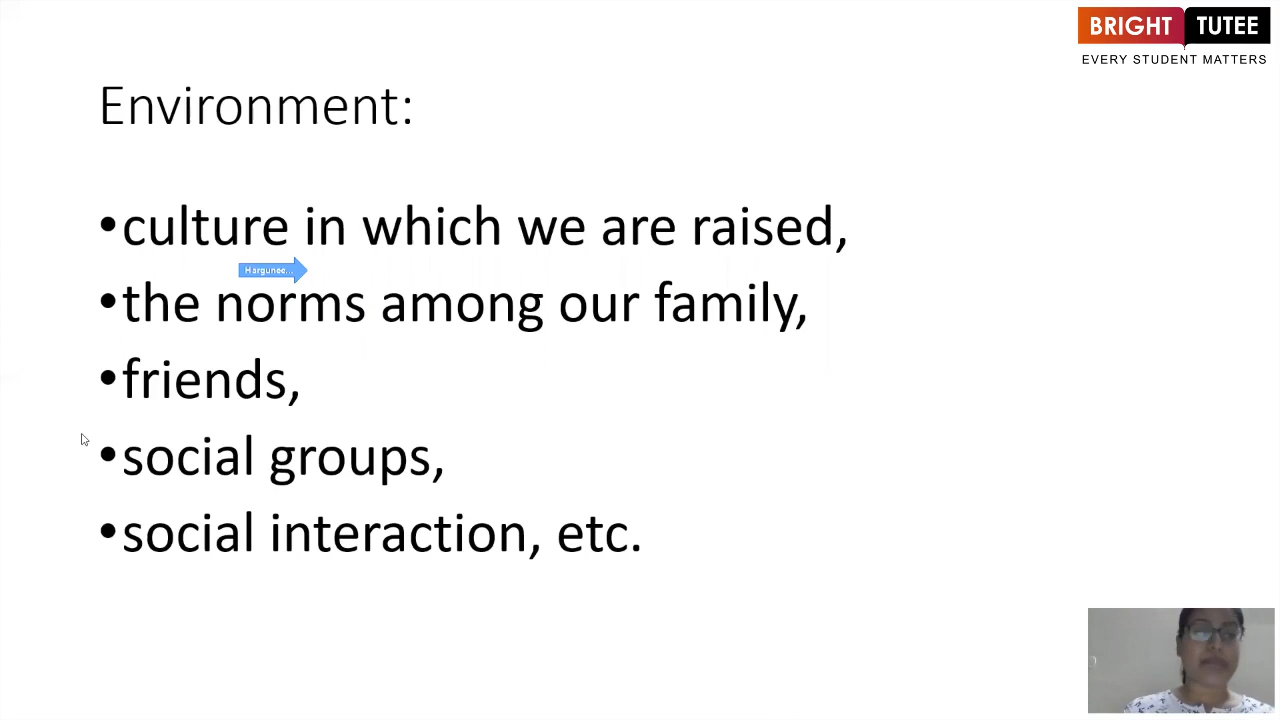 BRIGHT TUTEE
EVERY STUDENT MATTERS
Environment:
•culture in which we are raised,
Hargunee...
•the norms among our family,
•friends,
•social groups,
•social interaction, etc.